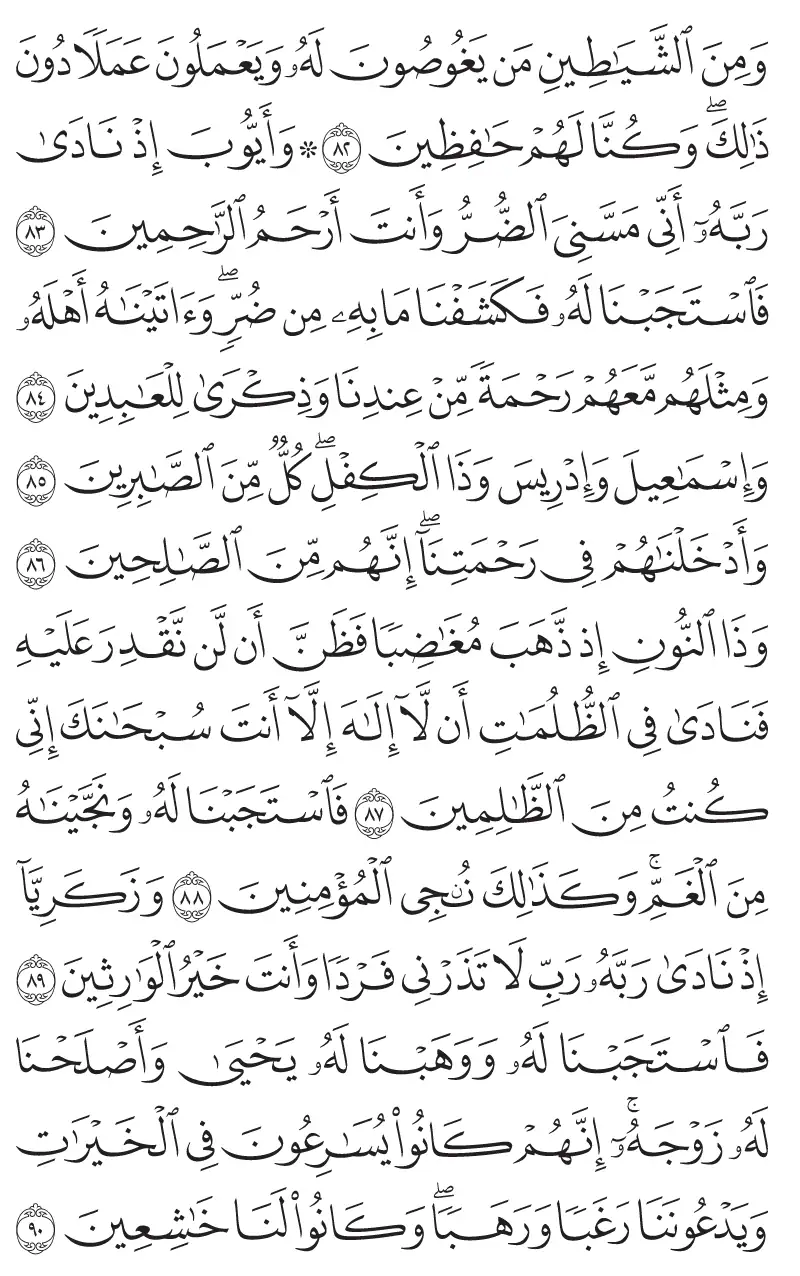 وَمِنَ ٱلشَّيَٰطِينِ مَن يَغُوصُونَ لَهُۥ وَيَعْمَلُونَ عَمَلًا دُونَ
ذَٰلِكَۖ وَكُنَّا لَهُمْ حَٰفِظِينَ ٨٢ ۞ وَأَيُّوبَ إِذْ نَادَىٰ
رَبَّهُۥٓ أَنِّي مَسَّنِيَ ٱلضُّرُّ وَأَنتَ أَرْحَمُ ٱلرَّٰحِمِينَ ٨٣
فَٱسْتَجَبْنَا لَهُۥ فَكَشَفْنَا مَا بِهِۦ مِن ضُرّٖۖ وَءَاتَيْنَٰهُ أَهْلَهُۥ
وَمِثْلَهُم مَّعَهُمْ رَحْمَةٗ مِّنْ عِندِنَا وَذِكْرَىٰ لِلْعَٰبِدِينَ ٨٤
وَإِسْمَٰعِيلَ وَإِدْرِيسَ وَذَا ٱلْكِفْلِۖ كُلّٞ مِّنَ ٱلصَّٰبِرِينَ ٨٥
وَأَدْخَلْنَٰهُمْ فِي رَحْمَتِنَآۖ إِنَّهُم مِّنَ ٱلصَّٰلِحِينَ ٨٦
وَذَا ٱلنُّونِ إِذ ذَّهَبَ مُغَٰضِبٗا فَظَنَّ أَن لَّن نَّقْدِرَ عَلَيْهِ
فَنَادَىٰ فِي ٱلظُّلُمَٰتِ أَن لَّآ إِلَٰهَ إِلَّآ أَنتَ سُبْحَٰنَكَ إِنِّي
كُنتُ مِنَ ٱلظَّٰلِمِينَ ٨٧ فَٱسْتَجَبْنَا لَهُۥ وَنَجَّيْنَٰهُ
مِنَ ٱلْغَمِّۚ وَكَذَٰلِكَ نُـۨجِي ٱلْمُؤْمِنِينَ ٨٨ وَزَكَرِيَّآ
إِذْ نَادَىٰ رَبَّهُۥ رَبِّ لَا تَذَرْنِي فَرْدٗا وَأَنتَ خَيْرُ ٱلْوَٰرِثِينَ ٨٩
فَٱسْتَجَبْنَا لَهُۥ وَوَهَبْنَا لَهُۥ يَحْيَىٰ وَأَصْلَحْنَا
لَهُۥ زَوْجَهُۥٓۚ إِنَّهُمْ كَانُوا۟ يُسَٰرِعُونَ فِي ٱلْخَيْرَٰتِ
وَيَدْعُونَنَا رَغَبٗا وَرَهَبٗاۖ وَكَانُوا۟ لَنَا خَٰشِعِينَ ٩٠